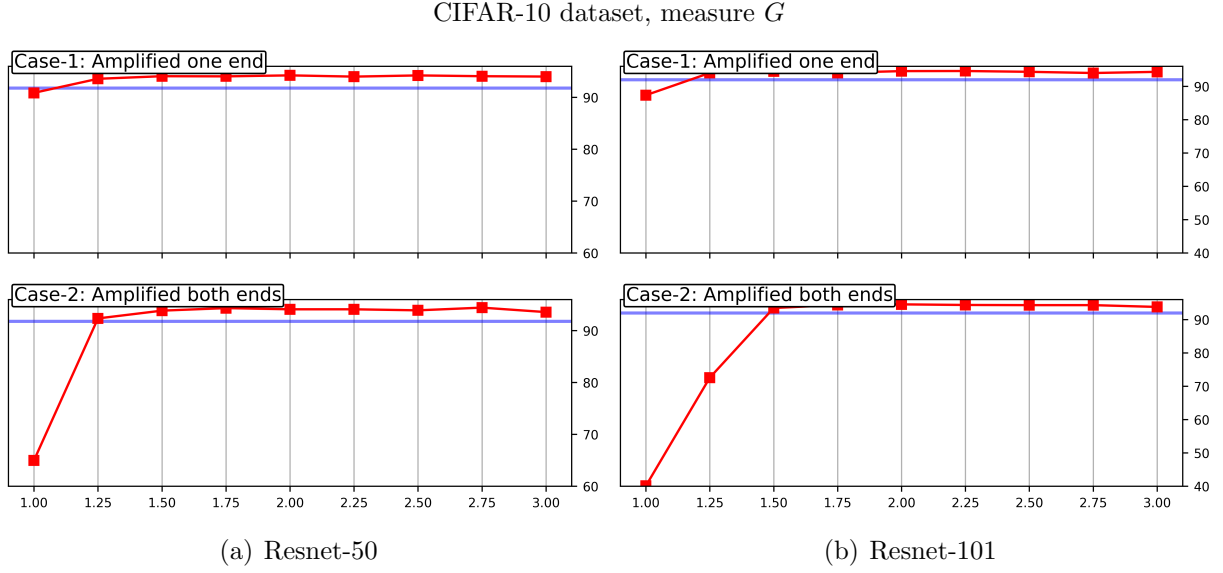 CIFAR-10 dataset, measure G
Case-1: Amplified one end
90
80
70
60
Case-1: Amplified one end
90
80
70
60
50
40
Case-2: Amplified both ends
90
80
70
60
1.00 1.25 1.50 1.75 2.00 2.25 2.50 2.75 3.00
Case-2: Amplified both ends
90
80
70
60
50
40
1.00 1.25 1.50 1.75 2.00 2.25 2.50 2.75 3.00
(a) Resnet-50
(b) Resnet-101